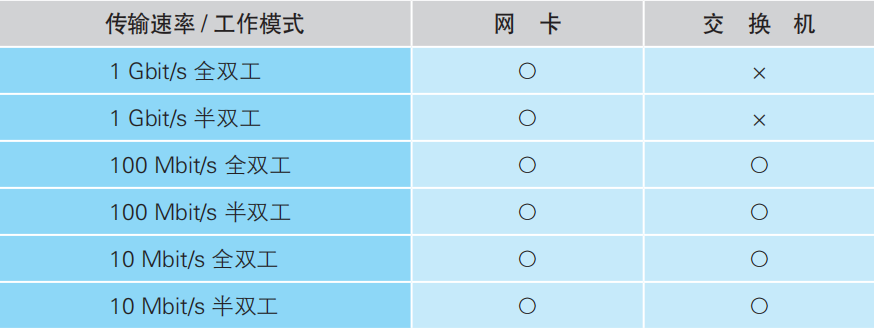 传输速率 / 工作模式 网 卡 交 换 机
1 Gbit/s 全双工 ○ ×
1 Gbit/s 半双工 ○ ×
100 Mbit/s 全双工 ○ ○
100 Mbit/s 半双工 ○ ○
10 Mbit/s 全双工 ○ ○
10 Mbit/s 半双工 ○ ○